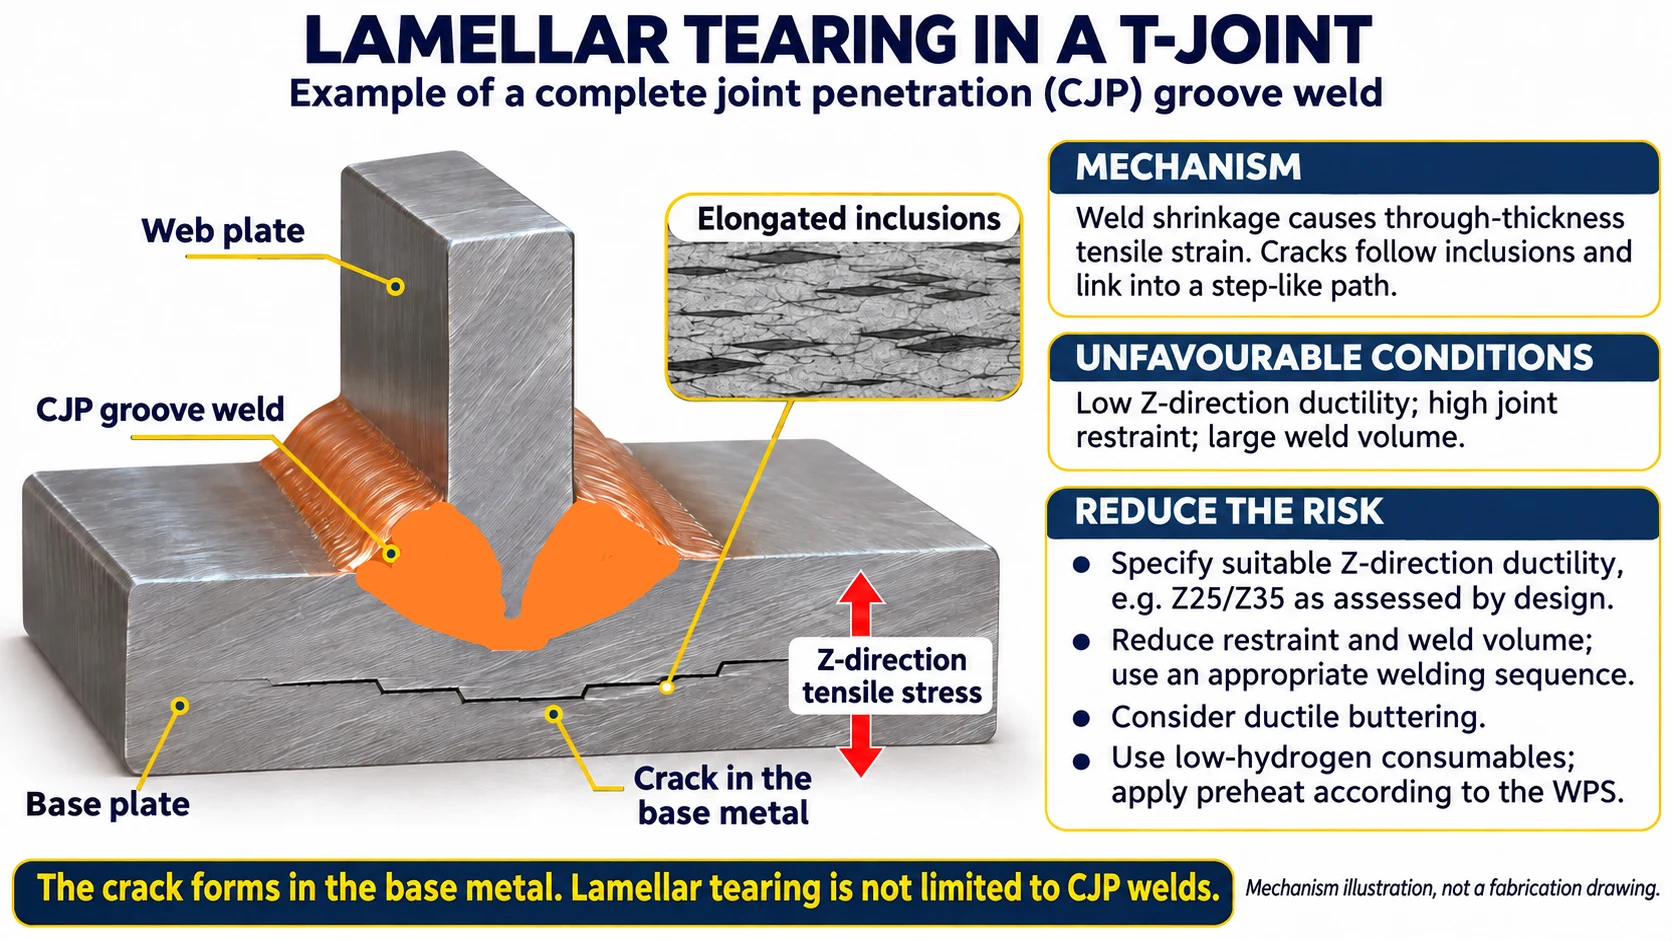 LAMELLAR TEARING IN A T-JOINT
Example of a complete joint penetration (CJP) groove weld
Web plate
CJP groove weld
Elongated inclusions
Z-direction
tensile stress
Crack in the
base metal
Base plate
MECHANISM
Weld shrinkage causes through-thickness
tensile strain. Cracks follow inclusions and
link into a step-like path.
UNFAVOURABLE CONDITIONS
Low Z-direction ductility; high joint
restraint; large weld volume.
REDUCE THE RISK
● Specify suitable Z-direction ductility,
e.g. Z25/Z35 as assessed by design.
● Reduce restraint and weld volume;
use an appropriate welding sequence.
● Consider ductile buttering.
● Use low-hydrogen consumables;
apply preheat according to the WPS.
The crack forms in the base metal. Lamellar tearing is not limited to CJP welds.
Mechanism illustration, not a fabrication drawing.